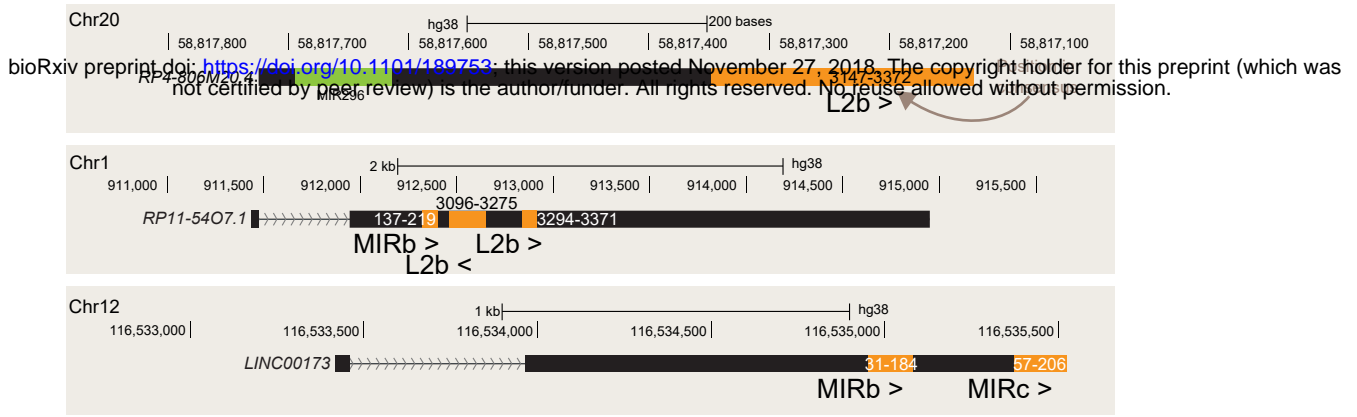 Chr20
hg38 200 bases
58,817,800 58,817,700 58,817,600 58,817,500 58,817,400 58,817,300 58,817,200 58,817,100
bioRxiv preprint doi: https://doi.org/10.1101/189753; this version posted November 27, 2018. The copyright holder for this preprint (which was
RP4-806M20.4 3147-3372 Position in
not certified by peer review) is the author/funder. All rights reserved. No reuse allowed without permission.
MIR296 consensus
L2b >
Chr1
2 kb hg38
911,000 911,500 912,000 912,500 913,000 913,500 914,000 914,500 915,000 915,500
3096-3275
RP11-54O7.1 137-219 3294-3371
MIRb > L2b >
L2b <
Chr12
1 kb hg38
116,533,000 116,533,500 116,534,000 116,534,500 116,535,000 116,535,500
LINC00173 31-184 57-206
MIRb > MIRc >